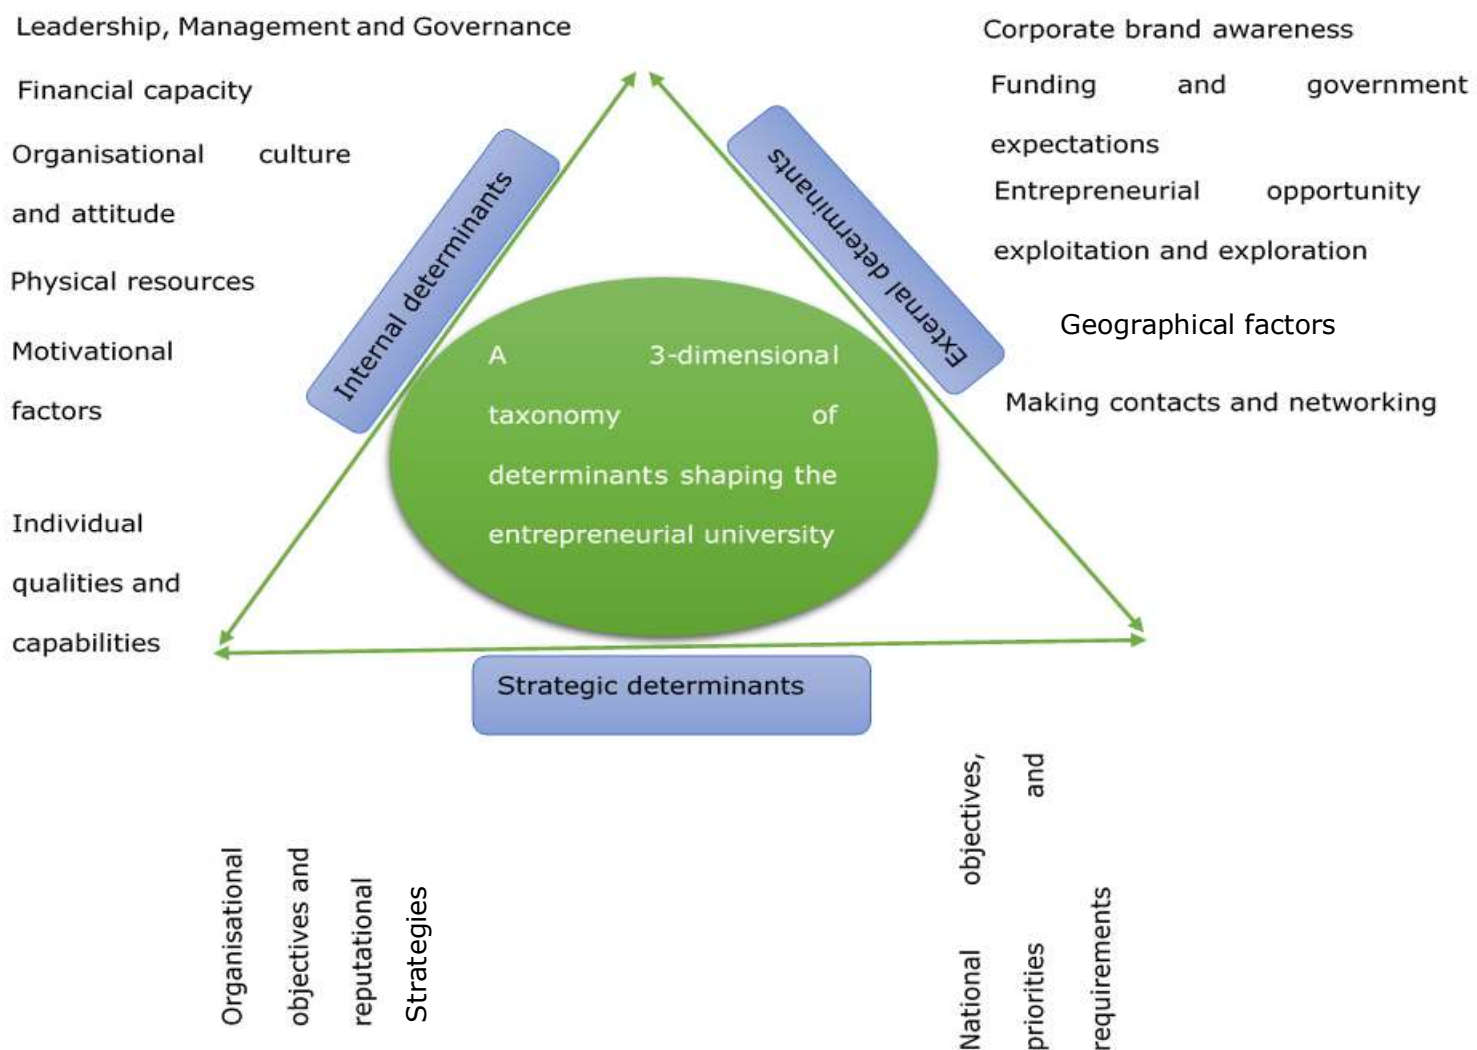 Leadership, Management and Governance
Financial capacity
Organisational culture
and attitude
Physical resources
Motivational
factors
Individual
qualities and
capabilities
Internal determinants
Corporate brand awareness
Funding and government
expectations
Entrepreneurial opportunity
exploitation and exploration
Geographical factors
Making contacts and networking
External determinants
A 3-dimensional
taxonomy of
determinants shaping the
entrepreneurial university
Strategic determinants
Organisational
objectives and
reputational
Strategies
National objectives,
priorities and
requirements